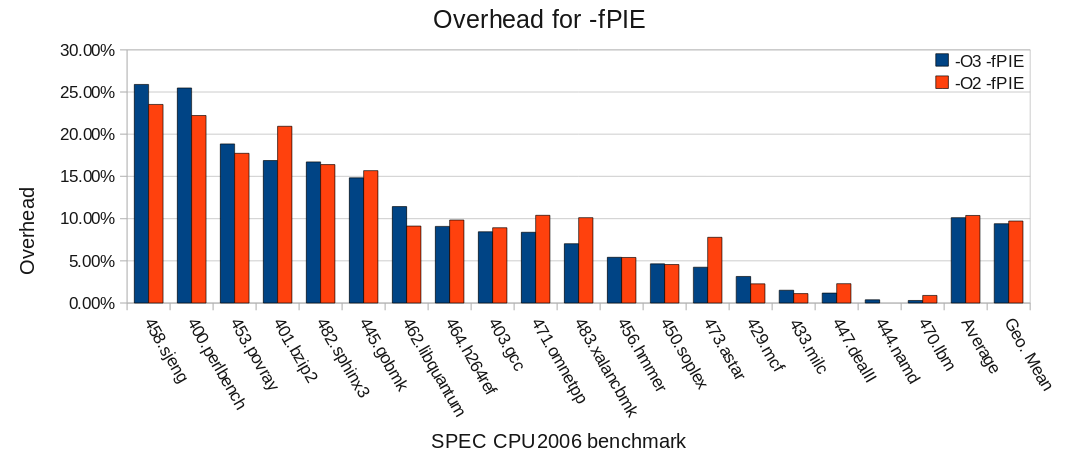 Overhead for -fPIE
30.00%
25.00%
20.00%
15.00%
10.00%
5.00%
0.00%
Overhead
-O3 -fPIE
-O2 -fPIE
458.sjeng
400.perlbench
453.povray
401.bzip2
482.sphinx3
445.gobmk
462.libquantum
464.h264ref
403.gcc
471.omnetpp
483.xalancbmk
456.hmmer
450.soplex
473.astar
429.mcf
433.milc
447.dealII
444.namd
470.lbm
Average
Geo. Mean
SPEC CPU2006 benchmark